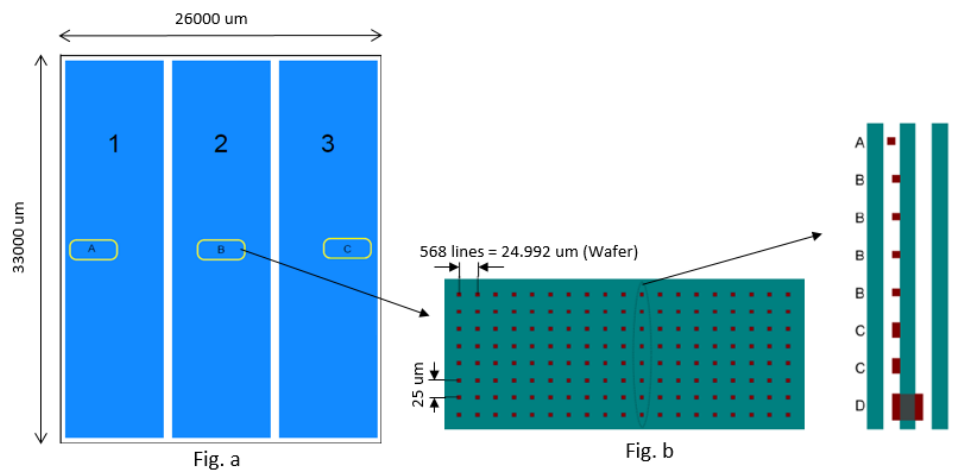 26000 um
33000 um
1
2
3
A
B
C
Fig. a
568 lines = 24.992 um (Wafer)
25 um
Fig. b
A
B
B
B
B
C
C
D